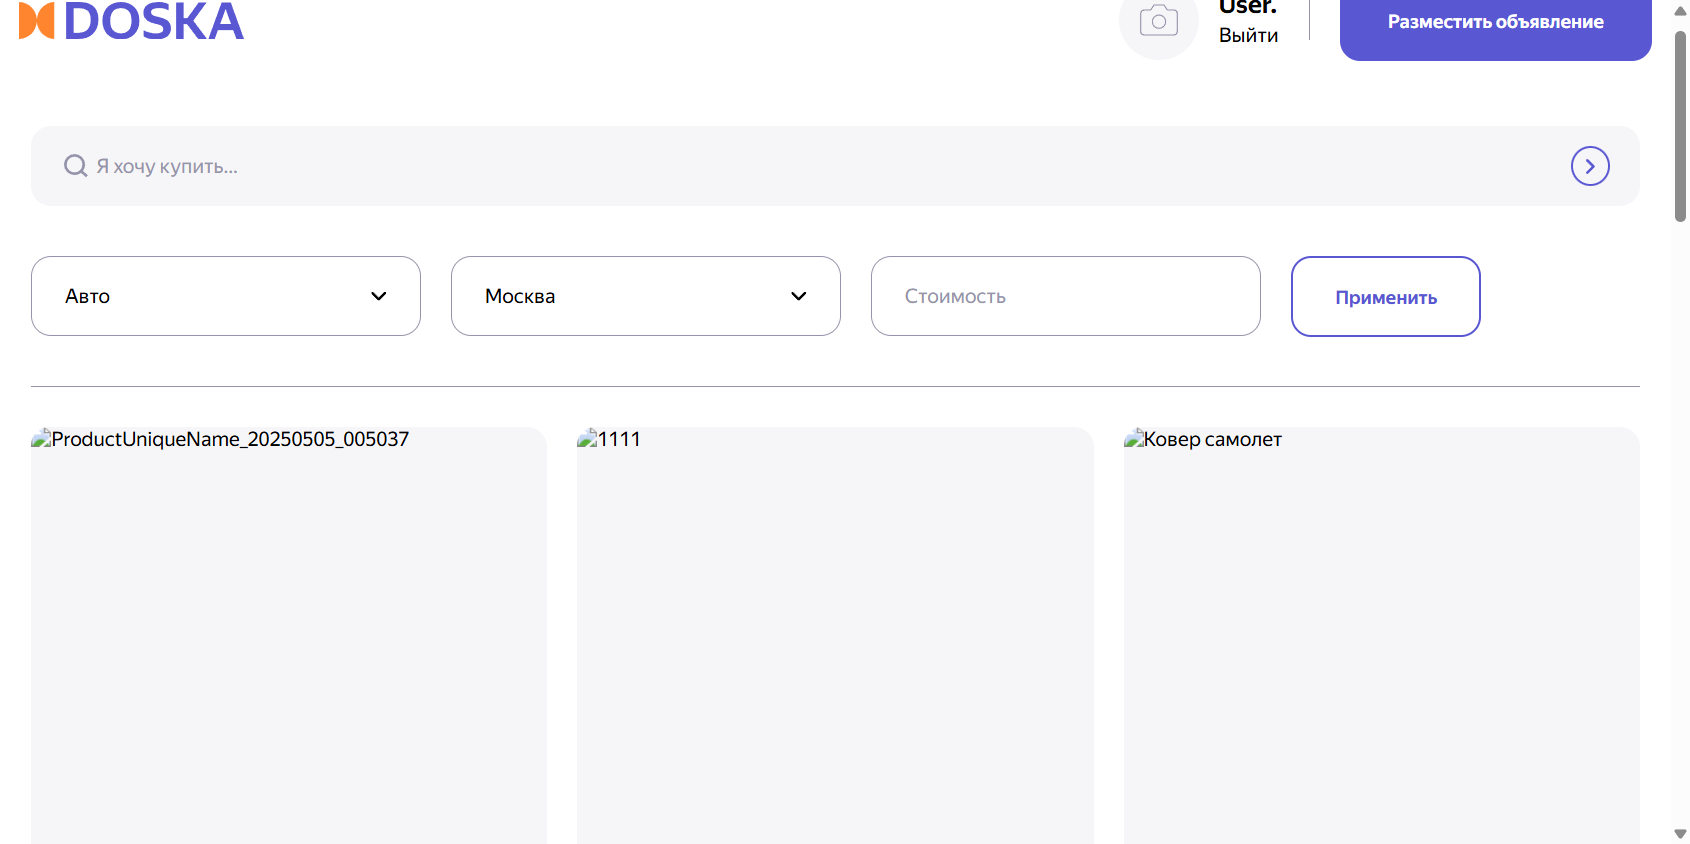 DOSKA
User.
Выйти
Разместить объявление
Я хочу купить...
Авто
Москва
Стоимость
Применить
ProductUniqueName_20250505_005037
1111
Ковер самолет